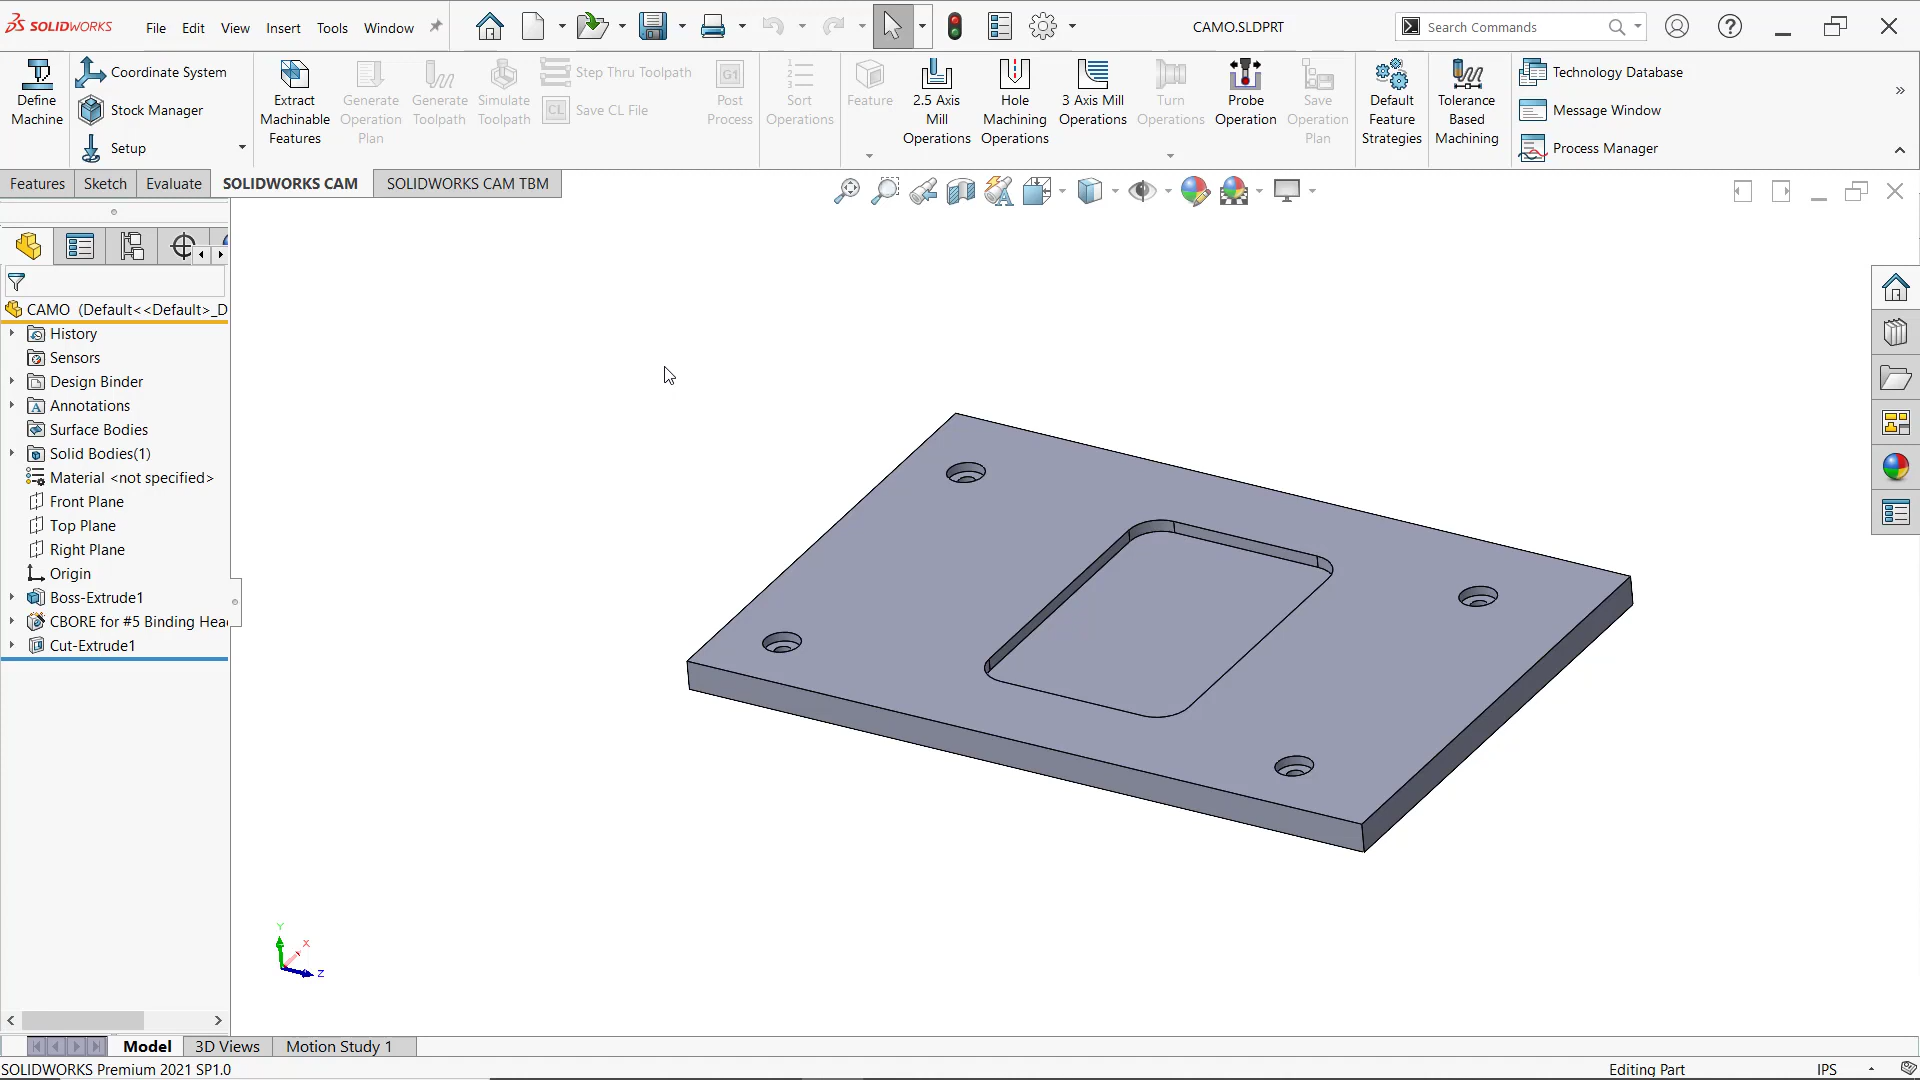 SOLIDWORKS
File Edit View Insert Tools Window
CAMO.SLDPRT
Search Commands
Define Machine
Coordinate System
Stock Manager
Setup
Extract Machinable Features
Generate Operation Plan
Generate Toolpath
Simulate Toolpath
Step Thru Toolpath
CL Save CL File
G1 Post Process
Sort Operations
Feature
2.5 Axis Mill Operations
Hole Machining Operations
3 Axis Mill Operations
Turn Operations
Probe Operation
Save Operation Plan
Default Feature Strategies
Tolerance Based Machining
Technology Database
Message Window
Process Manager
Features Sketch Evaluate SOLIDWORKS CAM SOLIDWORKS CAM TBM
CAMO (Default<<Default>_D
History
Sensors
Design Binder
Annotations
Surface Bodies
Solid Bodies(1)
Material <not specified>
Front Plane
Top Plane
Right Plane
Origin
Boss-Extrude1
CBORE for #5 Binding Hea
Cut-Extrude1
Y
X
Z
Model 3D Views Motion Study 1
SOLIDWORKS Premium 2021 SP1.0
Editing Part
IPS